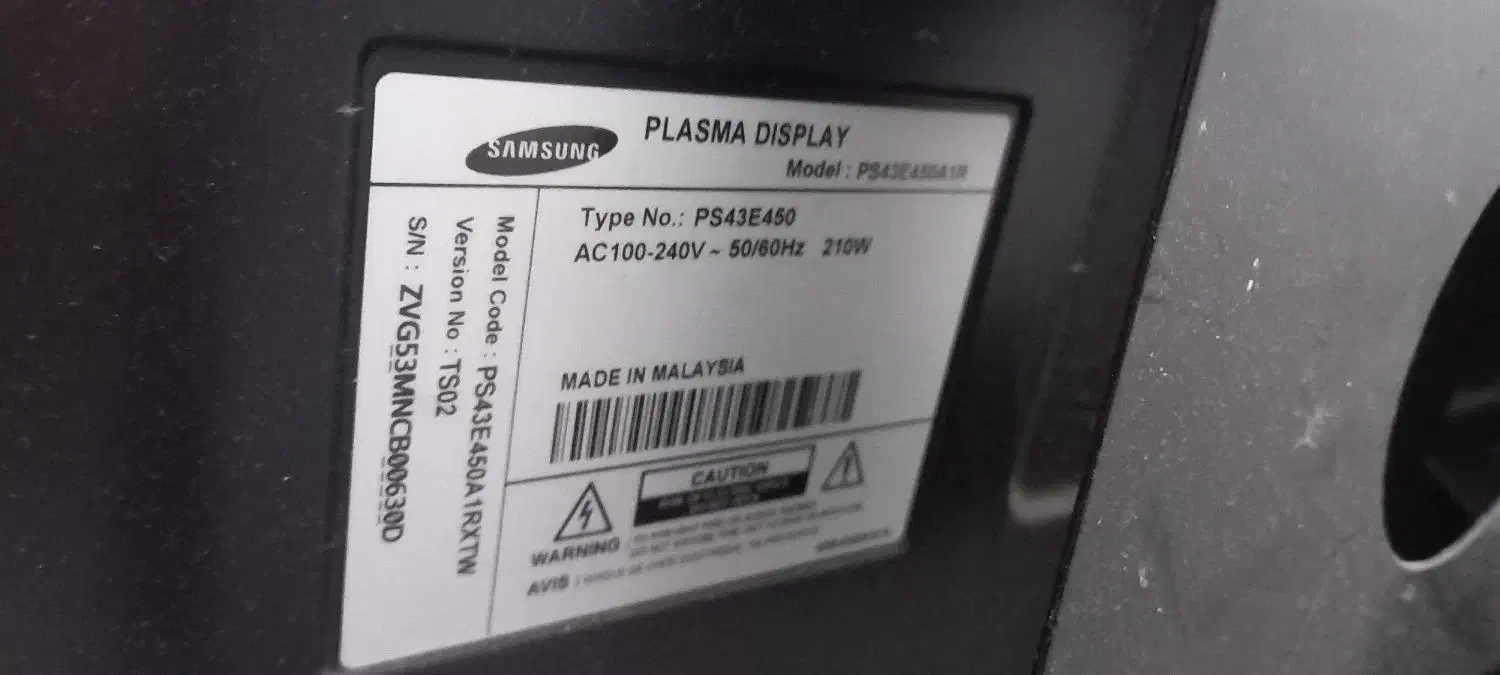 SAMSUNG
PLASMA DISPLAY
Model : PS43E450A1R
Type No.: PS43E450
AC100-240V ~ 50/60Hz 210W
MADE IN MALAYSIA
Model Code : PS43E450A1RXTW
Version No : TS02
S/N : ZVG53MNCB00630D
CAUTION
WARNING
AVIS